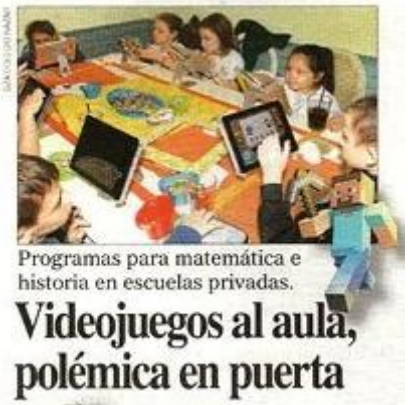 Programas para matemática e
historia en escuelas privadas.
Videojuegos al aula,
polémica en puerta